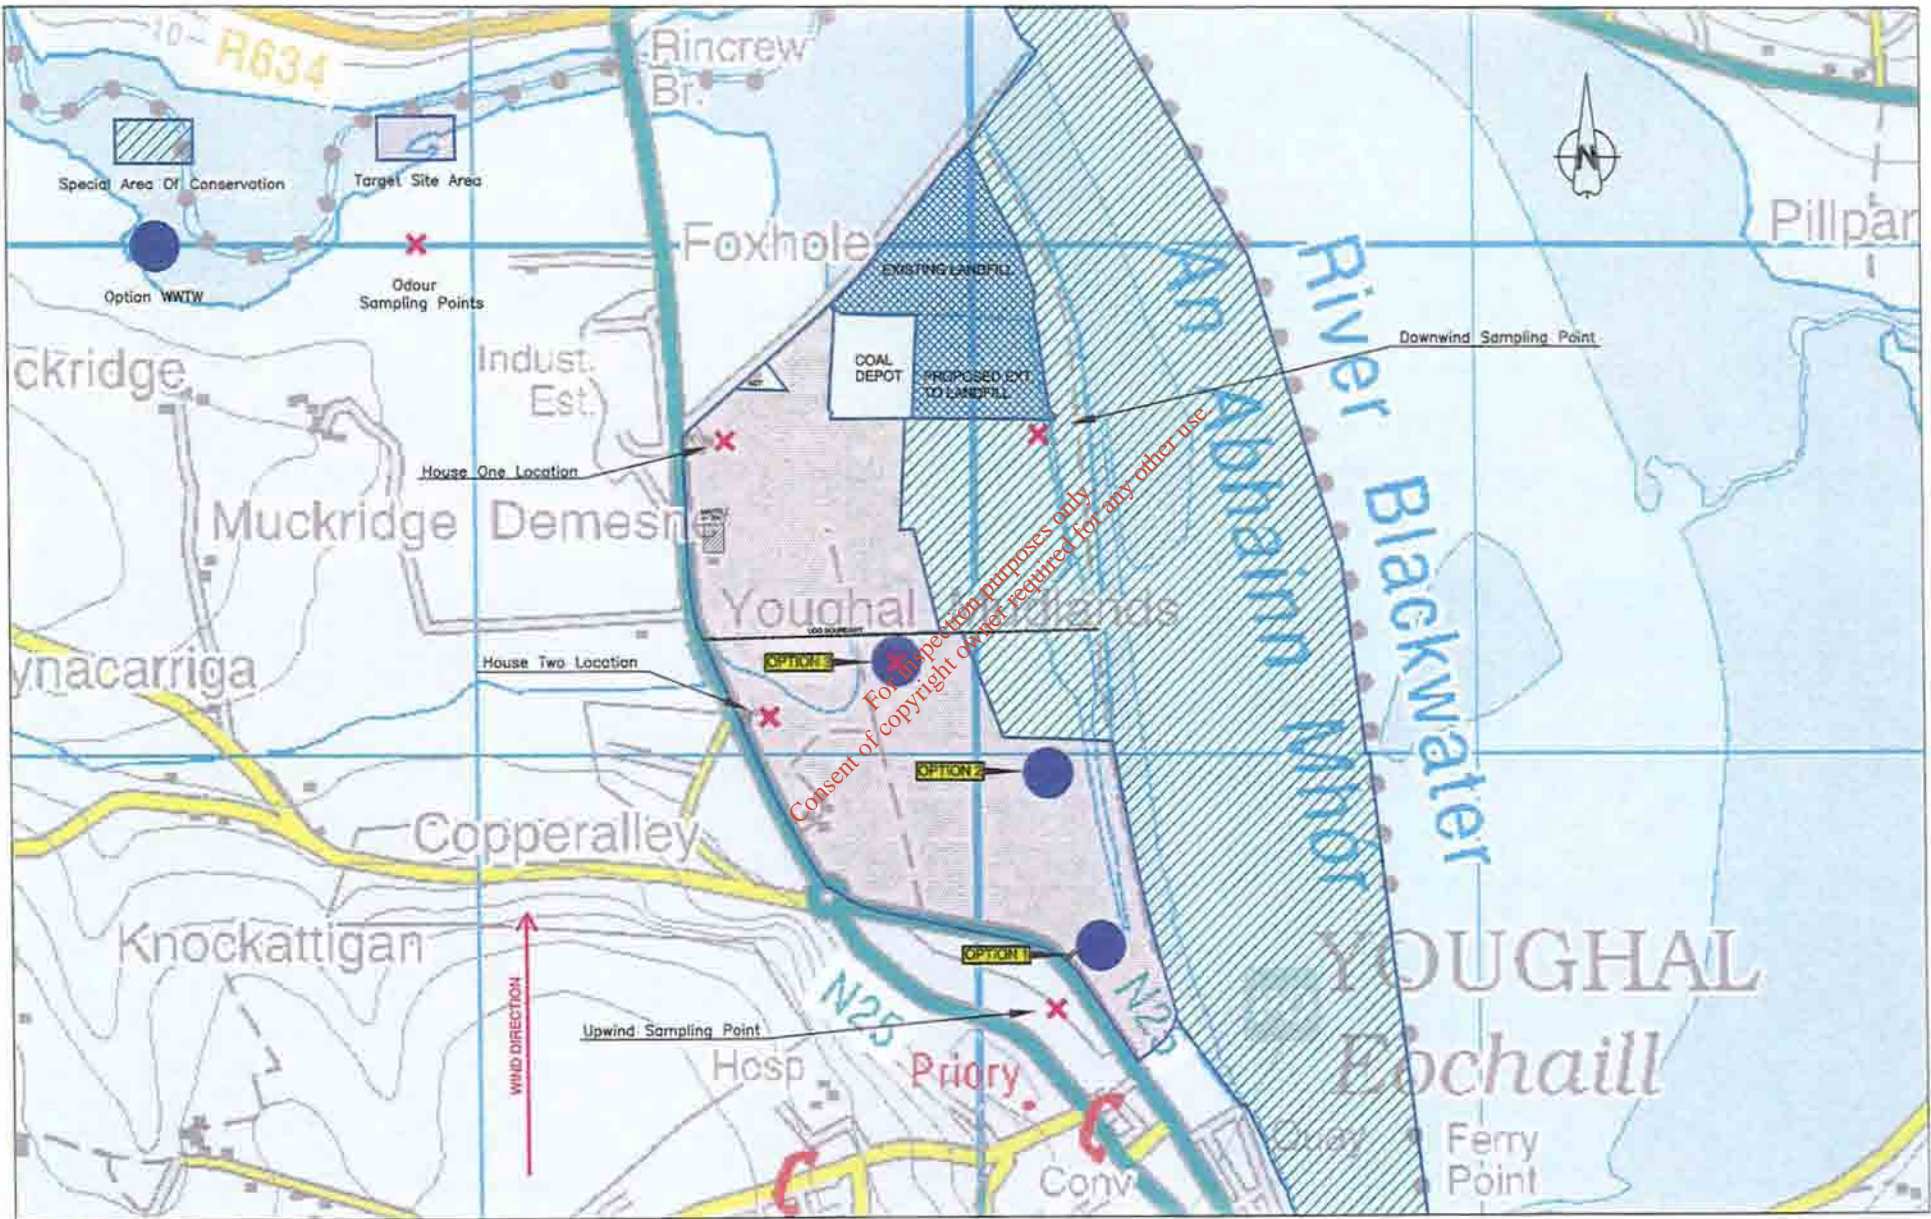 -10-
R634
Rincrew
Br.
Special Area Of Conservation
Target Site Area
Option WWTW
Odour
Sampling Points
N
Foxhole
Pillpar
EXISTING LANDFILL
COAL
DEPOT
PROPOSED EXT.
TO LANDFILL
Downwind Sampling Point
River Blackwater
An Abhainn Mhór
ckridge
Indust.
Est.
House One Location
Muckridge Demesne
Youghal Mudlands
UDC BOUNDARY
House Two Location
OPTION 3
ynacarriga
OPTION 2
Copperalley
Knockattigan
WIND DIRECTION
OPTION 1
N25
N25
Upwind Sampling Point
YOUGHAL
Eochaill
Hosp
Priory
Conv
Quay
Ferry
Point
For inspection purposes only.
Consent of copyright owner required for any other use.